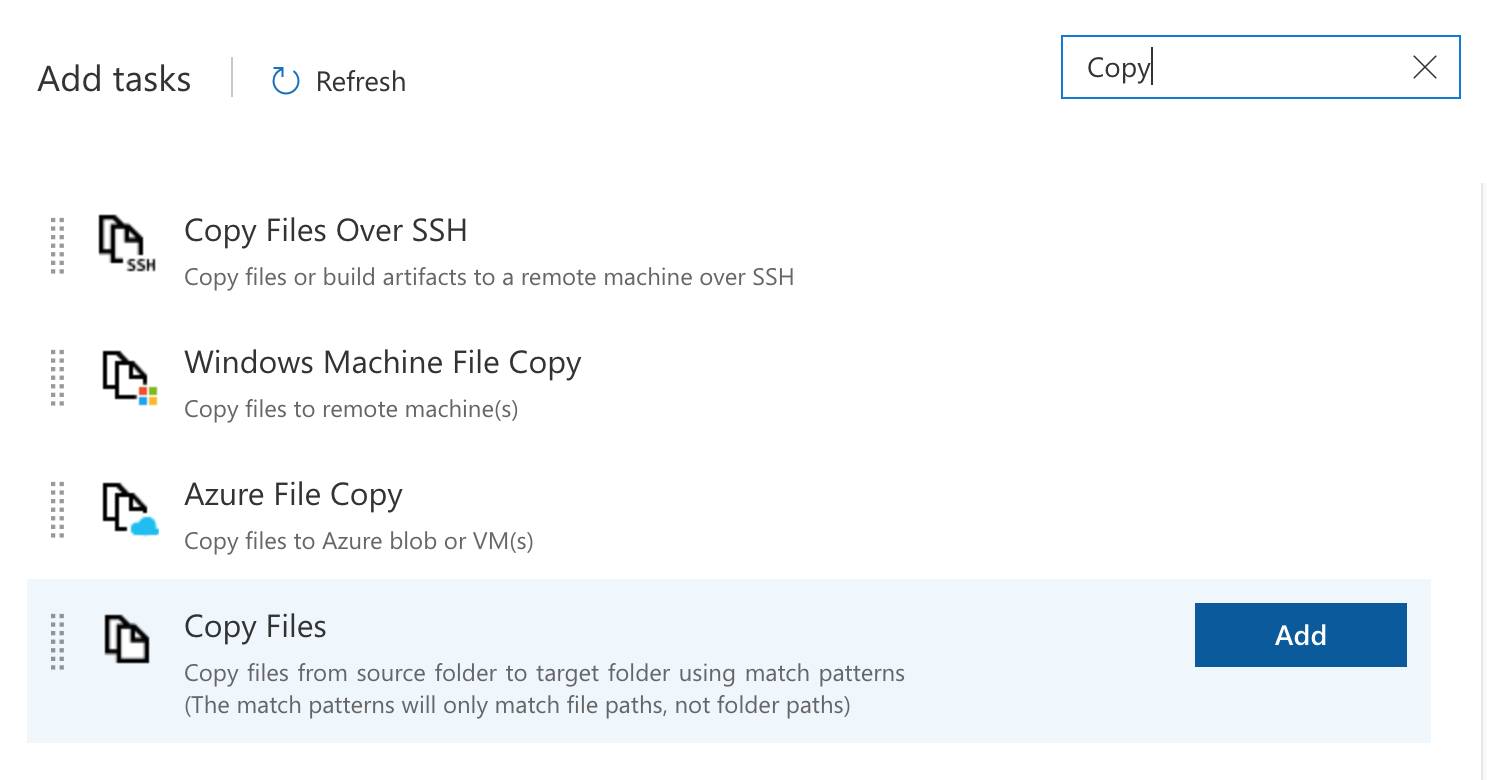 Add tasks
Refresh
Copy
Copy Files Over SSH
SSH
Copy files or build artifacts to a remote machine over SSH
Windows Machine File Copy
Copy files to remote machine(s)
Azure File Copy
Copy files to Azure blob or VM(s)
Copy Files
Add
Copy files from source folder to target folder using match patterns
(The match patterns will only match file paths, not folder paths)